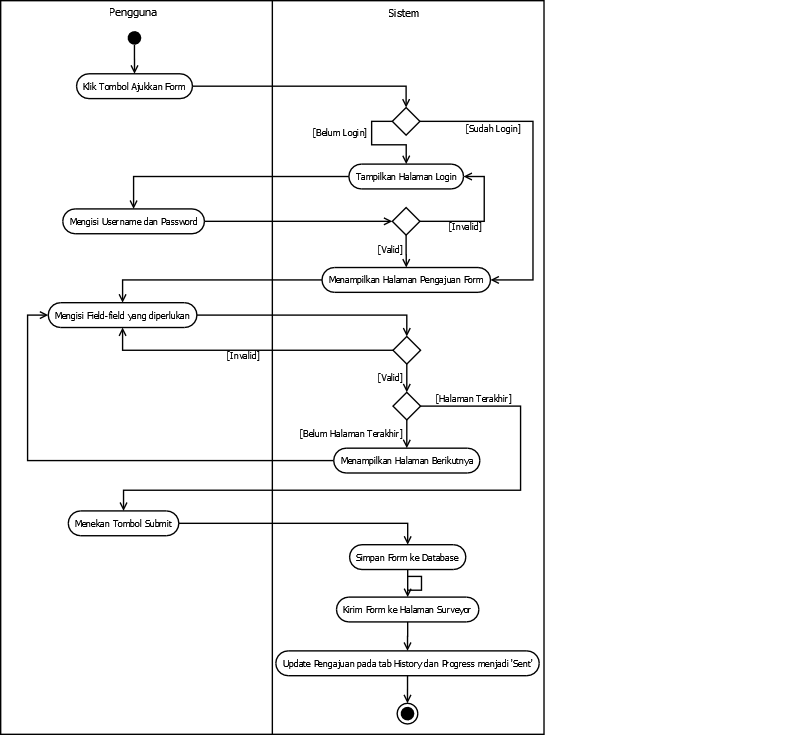 Pengguna
Sistem
Klik Tombol Ajukkan Form
[Belum Login]
[Sudah Login]
Tampilkan Halaman Login
Mengisi Username dan Password
[Invalid]
[Valid]
Menampilkan Halaman Pengajuan Form
Mengisi Field-field yang diperlukan
[Invalid]
[Valid]
[Halaman Terakhir]
[Belum Halaman Terakhir]
Menampilkan Halaman Berikutnya
Menekan Tombol Submit
Simpan Form ke Database
Kirim Form ke Halaman Surveyor
Update Pengajuan pada tab History dan Progress menjadi 'Sent'